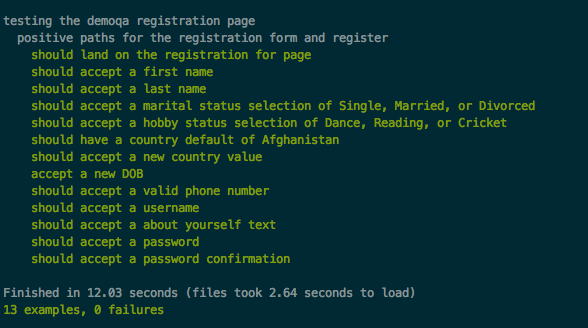 testing the demoqa registration page
positive paths for the registration form and register
should land on the registration for page
should accept a first name
should accept a last name
should accept a marital status selection of Single, Married, or Divorced
should accept a hobby status selection of Dance, Reading, or Cricket
should have a country default of Afghanistan
should accept a new country value
accept a new DOB
should accept a valid phone number
should accept a username
should accept a about yourself text
should accept a password
should accept a password confirmation
Finished in 12.03 seconds (files took 2.64 seconds to load)
13 examples, 0 failures